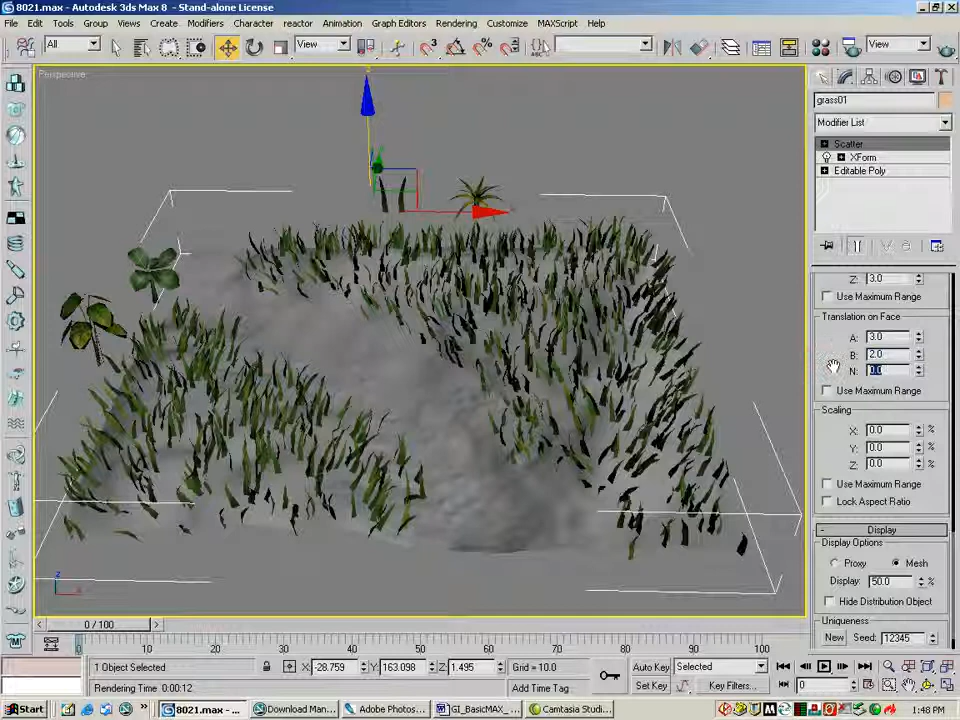 8021.max - Autodesk 3ds Max 8 - Stand-alone License
File Edit Tools Group Views Create Modifiers Character reactor Animation Graph Editors Rendering Customize MAXScript Help
All View View
Perspective
grass01
Modifier List
Scatter
XForm
Editable Poly
Z: 3.0
Use Maximum Range
Translation on Face
A: 3.0
B: 2.0
N: 0.0
Use Maximum Range
Scaling
X: 0.0 %
Y: 0.0 %
Z: 0.0 %
Use Maximum Range
Lock Aspect Ratio
- Display
Display Options
Proxy Mesh
Display: 50.0 %
Hide Distribution Object
Uniqueness
New Seed: 12345
z
x
< 0 / 100 >
0 10 20 30 40 50 60 70 80 90 100
1 Object Selected X: -28.759 Y: 163.098 Z: 1.495 Grid = 10.0 Auto Key Selected
Rendering Time 0:00:12 Add Time Tag Set Key Key Filters... 0
Start 8021.max - ... Download Man... Adobe Photos... GI_BasicMAX_ ... Camtasia Studi... 1:48 PM